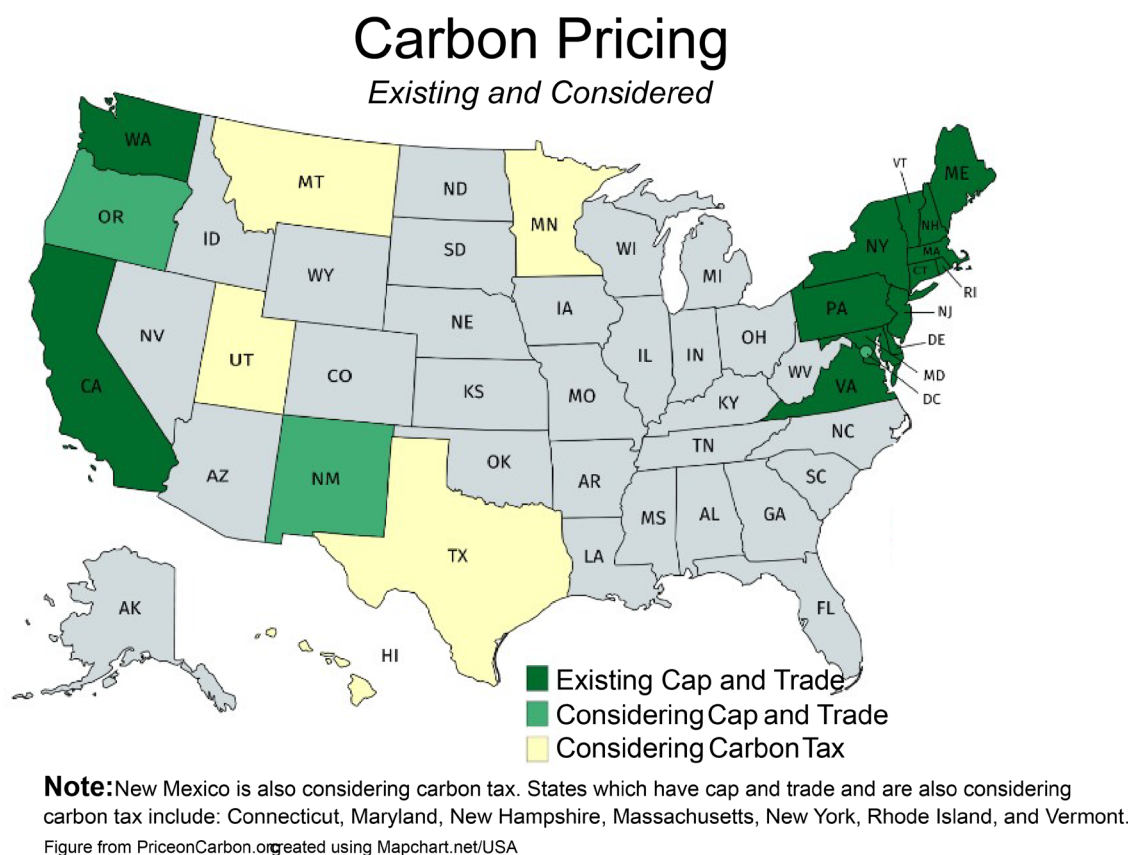 Carbon Pricing
Existing and Considered
WA
MT
ND
MN
VT
ME
OR
ID
SD
WI
NH
NY
MA
WY
MI
CT
RI
NV
NE
IA
PA
NJ
UT
CO
IL
IN
OH
DE
CA
KS
MO
WV
VA
MD
KY
DC
AZ
NM
OK
TN
NC
AR
SC
TX
MS
AL
GA
LA
AK
FL
HI
Existing Cap and Trade
Considering Cap and Trade
Considering Carbon Tax
Note: New Mexico is also considering carbon tax. States which have cap and trade and are also considering
carbon tax include: Connecticut, Maryland, New Hampshire, Massachusetts, New York, Rhode Island, and Vermont.
Figure from PriceonCarbon.org created using Mapchart.net/USA